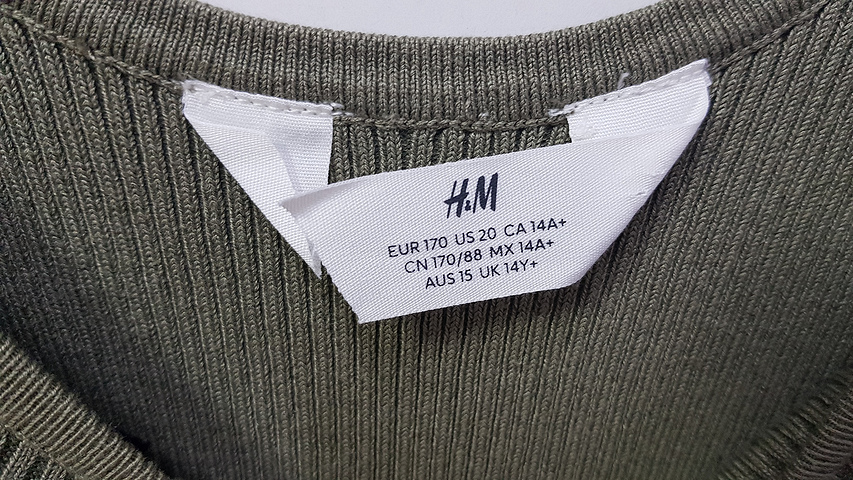 H&M
EUR 170 US 20 CA 14A+
CN 170/88 MX 14A+
AUS 15 UK 14Y+